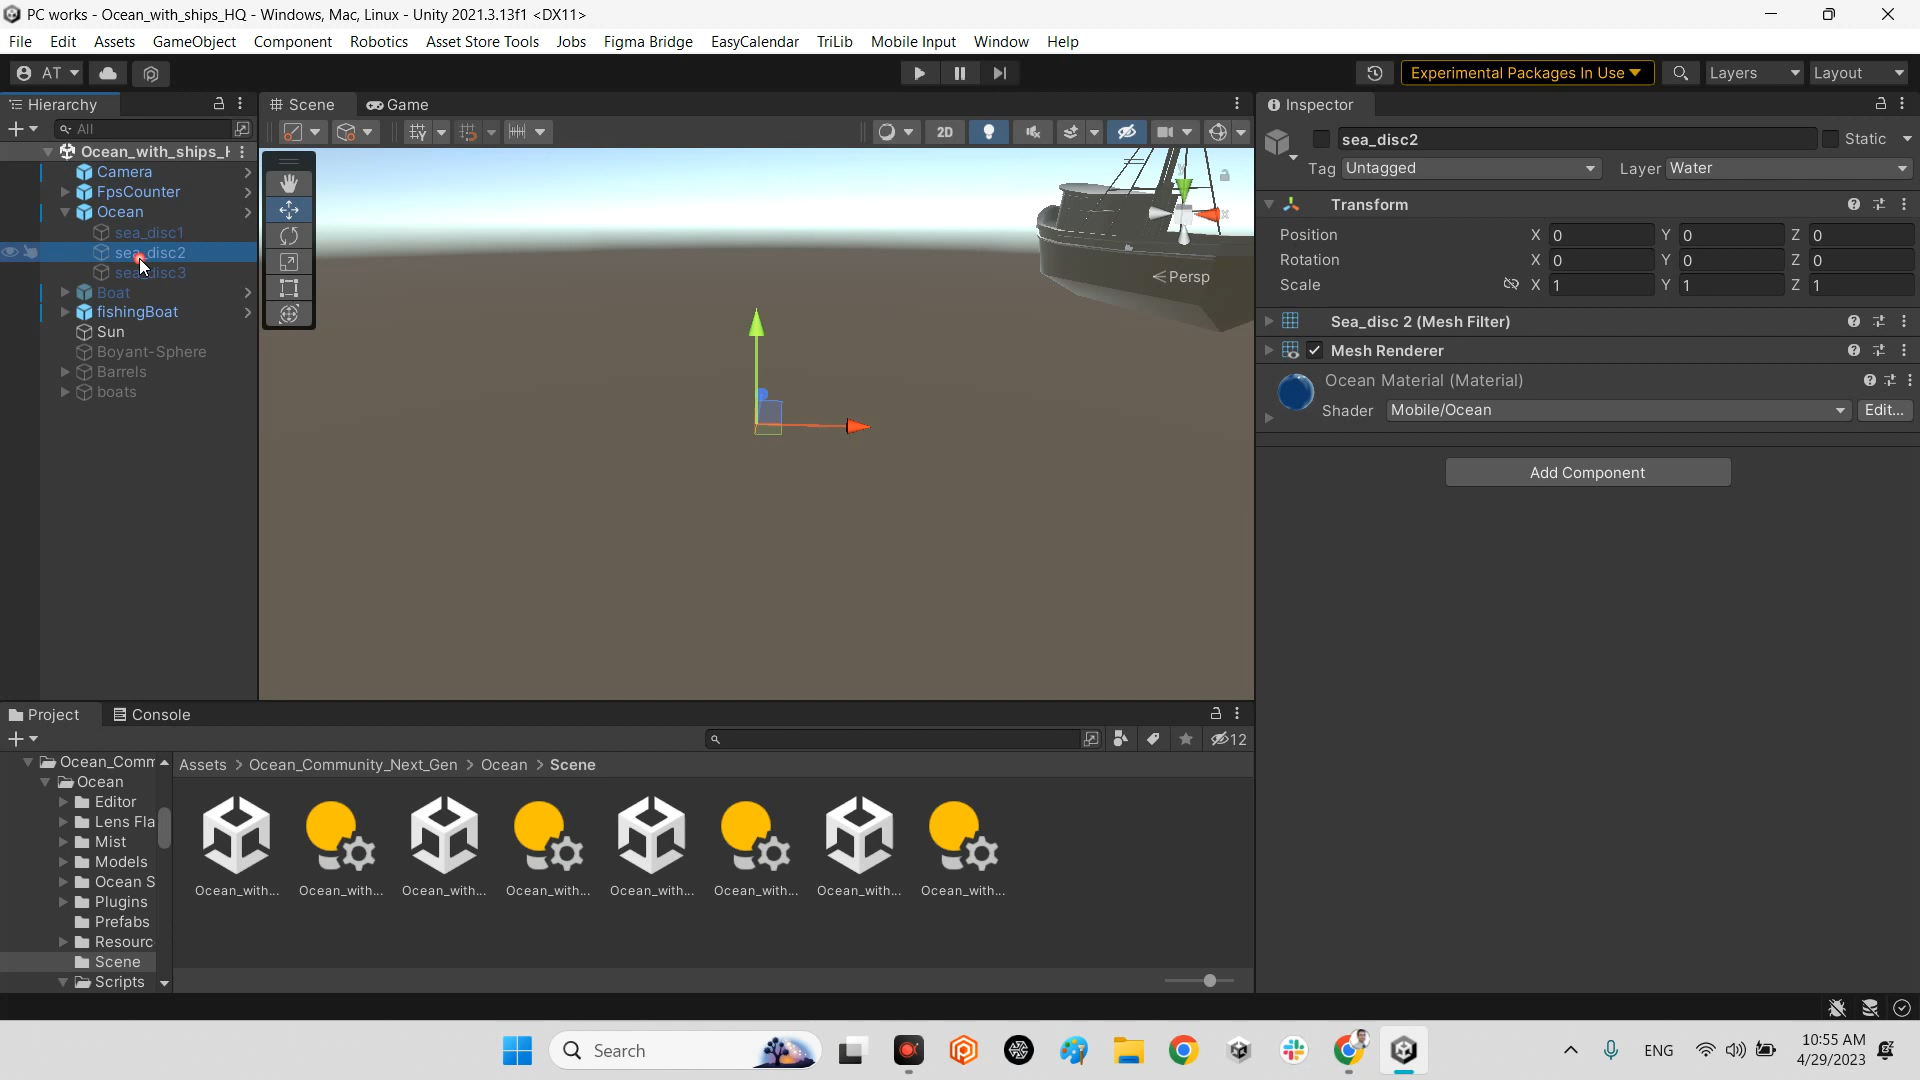 PC works - Ocean_with_ships_HQ - Windows, Mac, Linux - Unity 2021.3.13f1 <DX11>
File Edit Assets GameObject Component Robotics Asset Store Tools Jobs Figma Bridge EasyCalendar TriLib Mobile Input Window Help
AT Experimental Packages In Use Layers Layout
Hierarchy
All
Ocean_with_ships_H
Camera
FpsCounter
Ocean
sea_disc1
sea_disc2
sea_disc3
Boat
fishingBoat
Sun
Boyant-Sphere
Barrels
boats
Scene Game
2D
y
x
Persp
Inspector
sea_disc2 Static
Tag Untagged Layer Water
Transform
Position X 0 Y 0 Z 0
Rotation X 0 Y 0 Z 0
Scale X 1 Y 1 Z 1
Sea_disc 2 (Mesh Filter)
Mesh Renderer
Ocean Material (Material)
Shader Mobile/Ocean Edit...
Add Component
Project Console
12
Ocean_Comm
Ocean
Editor
Lens Fla
Mist
Models
Ocean S
Plugins
Prefabs
Resourc
Scene
Scripts
Assets > Ocean_Community_Next_Gen > Ocean > Scene
Ocean_with... Ocean_with... Ocean_with... Ocean_with... Ocean_with... Ocean_with... Ocean_with... Ocean_with...
Search
ENG
10:55 AM
4/29/2023